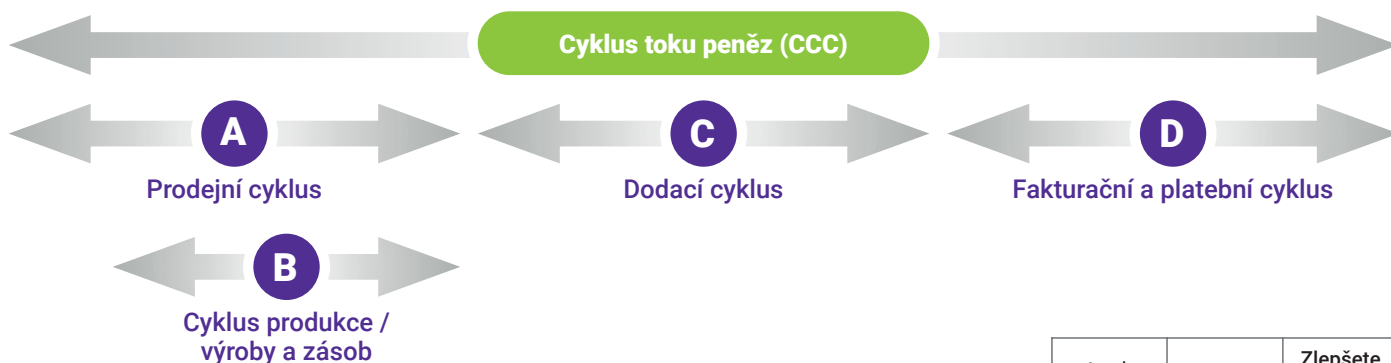 Cyklus toku peněz (CCC)
A
C
D
Prodejní cyklus
Dodací cyklus
Fakturační a platební cyklus
B
Cyklus produkce /
výroby a zásob
Zlepšete